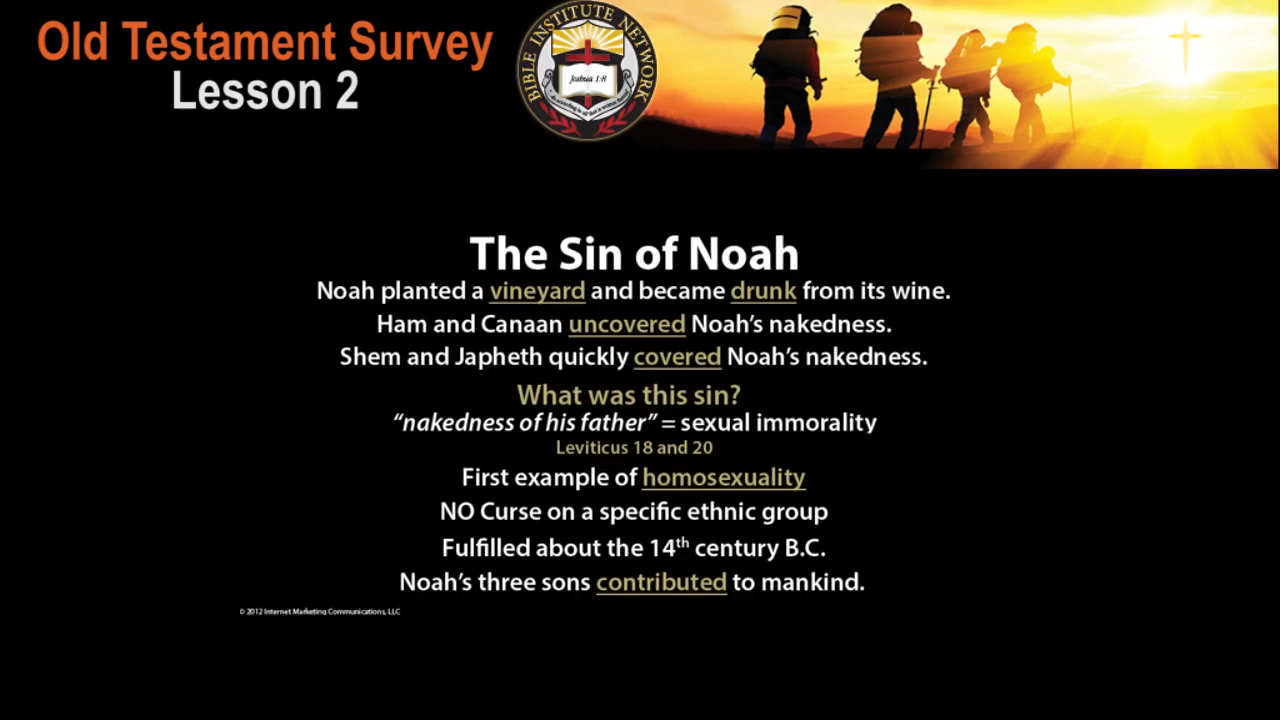 Old Testament Survey
Lesson 2
BIBLE INSTITUTE NETWORK
Joshua 1:8
The Sin of Noah
Noah planted a vineyard and became drunk from its wine.
Ham and Canaan uncovered Noah's nakedness.
Shem and Japheth quickly covered Noah's nakedness.
What was this sin?
"nakedness of his father" = sexual immorality
Leviticus 18 and 20
First example of homosexuality
NO Curse on a specific ethnic group
Fulfilled about the 14th century B.C.
Noah's three sons contributed to mankind.
© 2012 Internet Marketing Communications, LLC